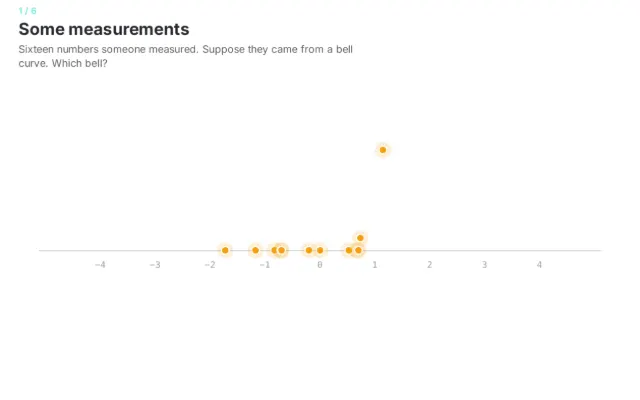 1 / 6
Some measurements
Sixteen numbers someone measured. Suppose they came from a bell
curve. Which bell?
−4 −3 −2 −1 0 1 2 3 4